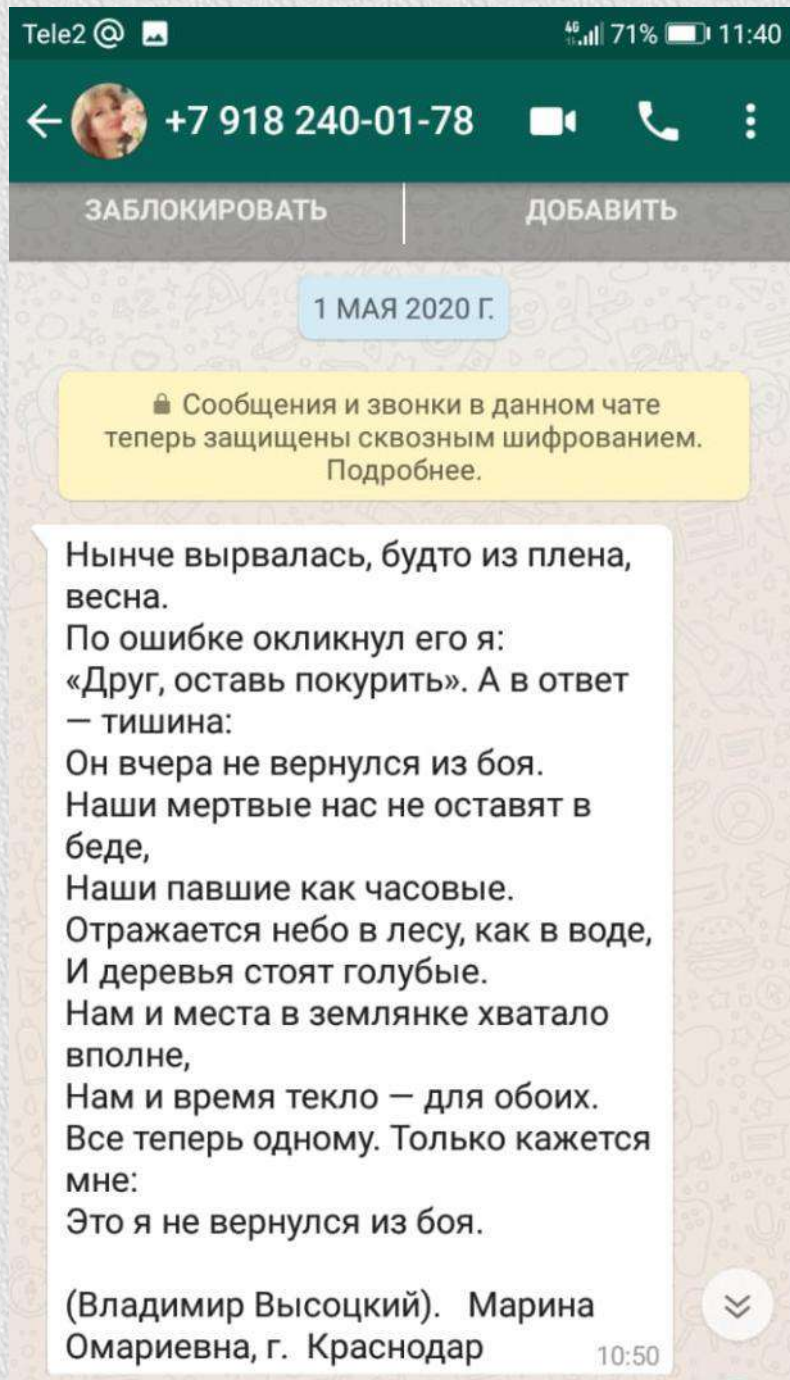 Tele2
4G 71% 11:40
+7 918 240-01-78
ЗАБЛОКИРОВАТЬ ДОБАВИТЬ
1 МАЯ 2020 Г.
Сообщения и звонки в данном чате
теперь защищены сквозным шифрованием.
Подробнее.
Нынче вырвалась, будто из плена,
весна.
По ошибке окликнул его я:
«Друг, оставь покурить». А в ответ
— тишина:
Он вчера не вернулся из боя.
Наши мертвые нас не оставят в
беде,
Наши павшие как часовые.
Отражается небо в лесу, как в воде,
И деревья стоят голубые.
Нам и места в землянке хватало
вполне,
Нам и время текло — для обоих.
Все теперь одному. Только кажется
мне:
Это я не вернулся из боя.
(Владимир Высоцкий). Марина
Омариевна, г. Краснодар 10:50